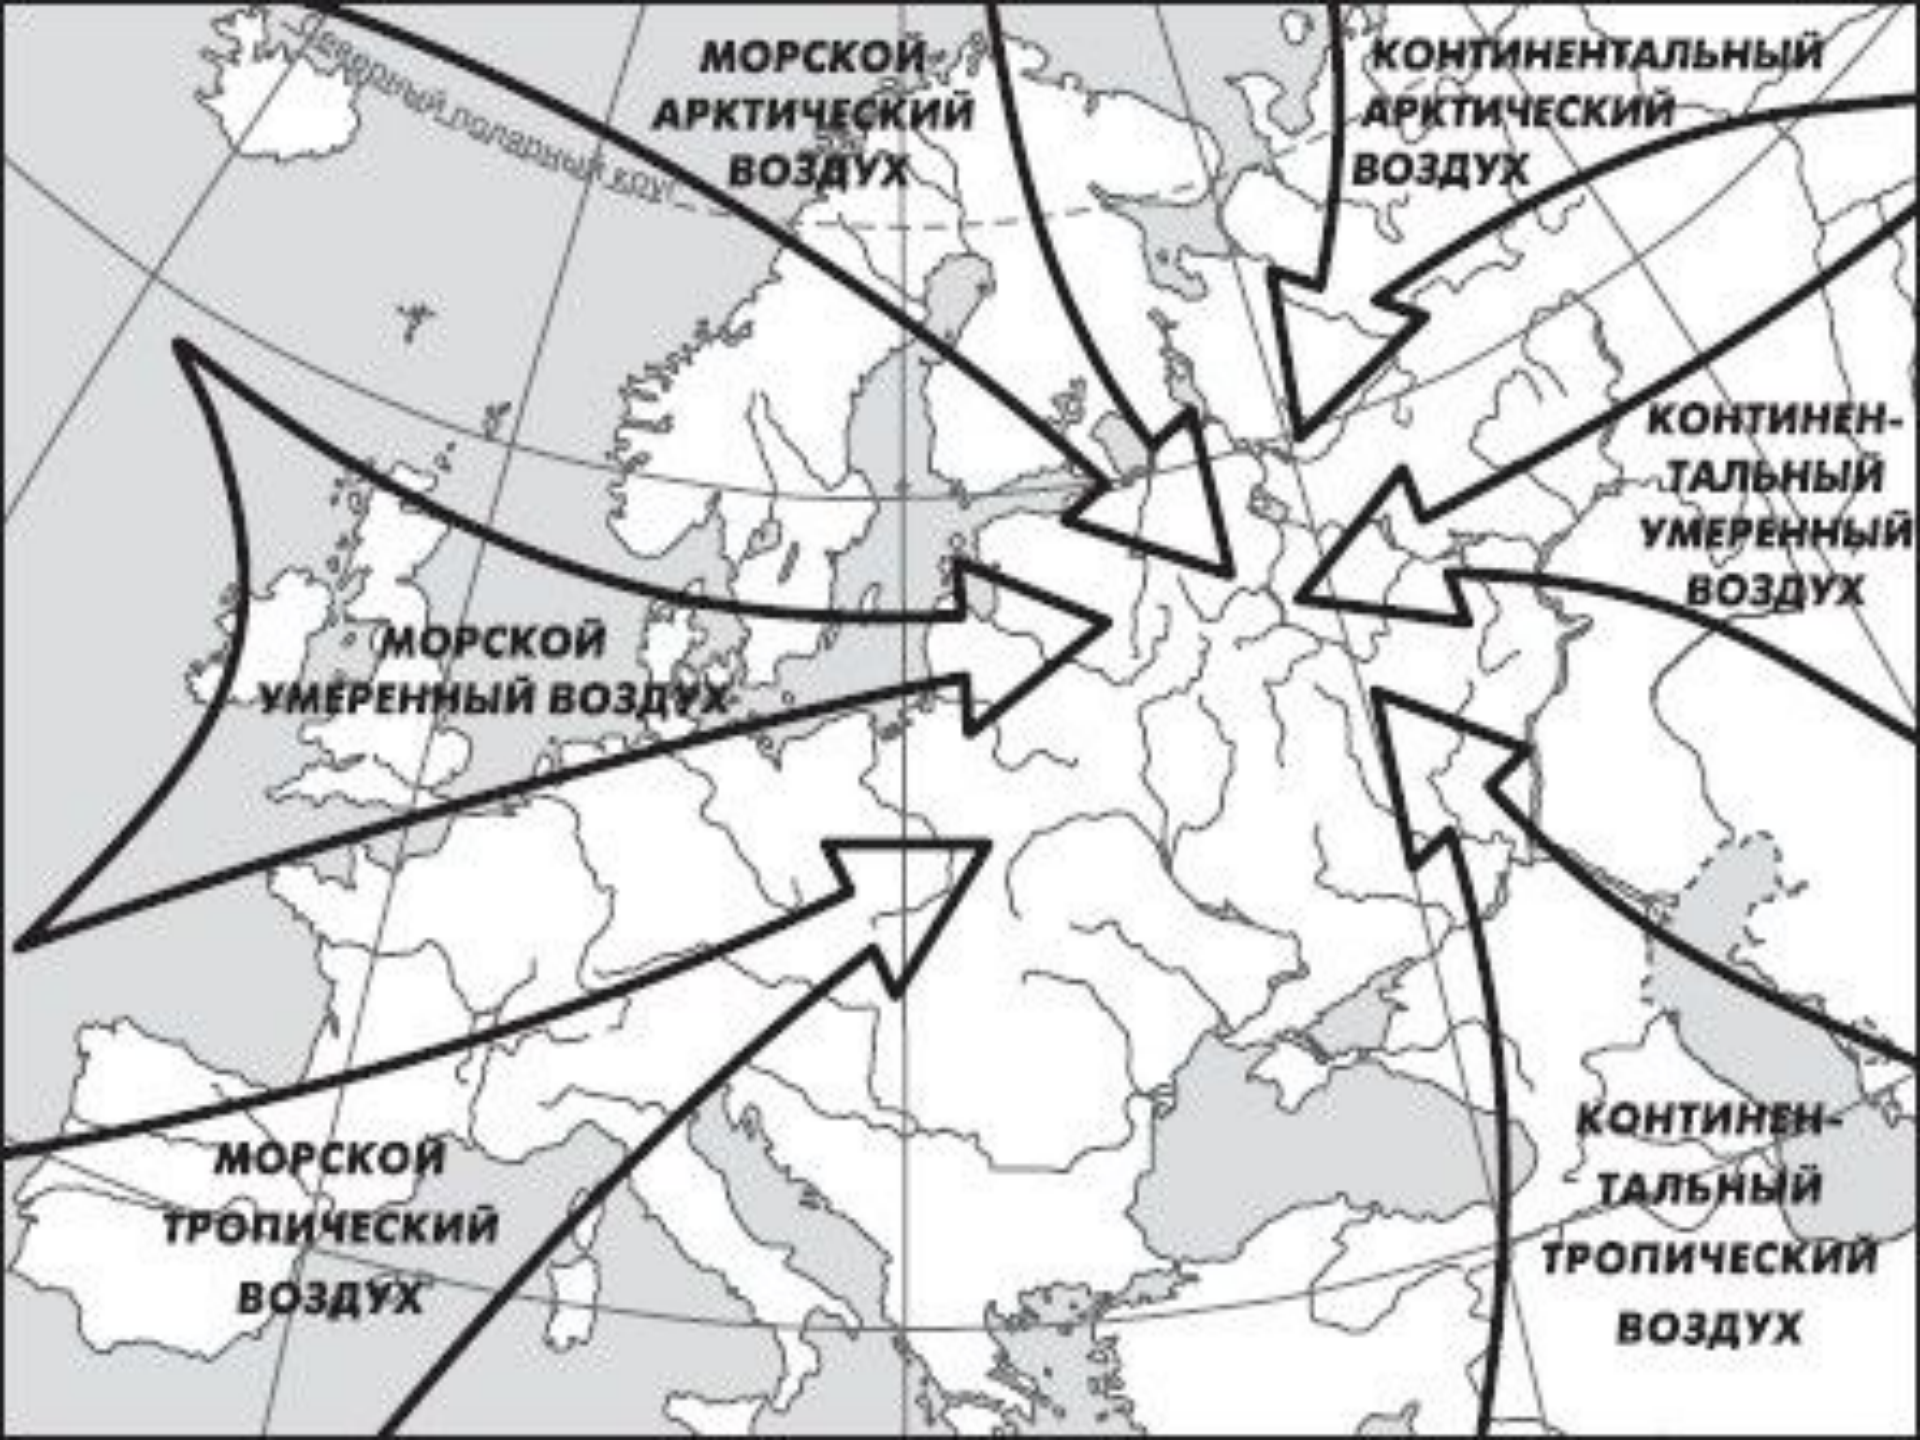 Северный полярный круг
МОРСКОЙ
АРКТИЧЕСКИЙ
ВОЗДУХ
КОНТИНЕНТАЛЬНЫЙ
АРКТИЧЕСКИЙ
ВОЗДУХ
КОНТИНЕН-
ТАЛЬНЫЙ
УМЕРЕННЫЙ
ВОЗДУХ
МОРСКОЙ
УМЕРЕННЫЙ ВОЗДУХ
МОРСКОЙ
ТРОПИЧЕСКИЙ
ВОЗДУХ
КОНТИНЕН-
ТАЛЬНЫЙ
ТРОПИЧЕСКИЙ
ВОЗДУХ